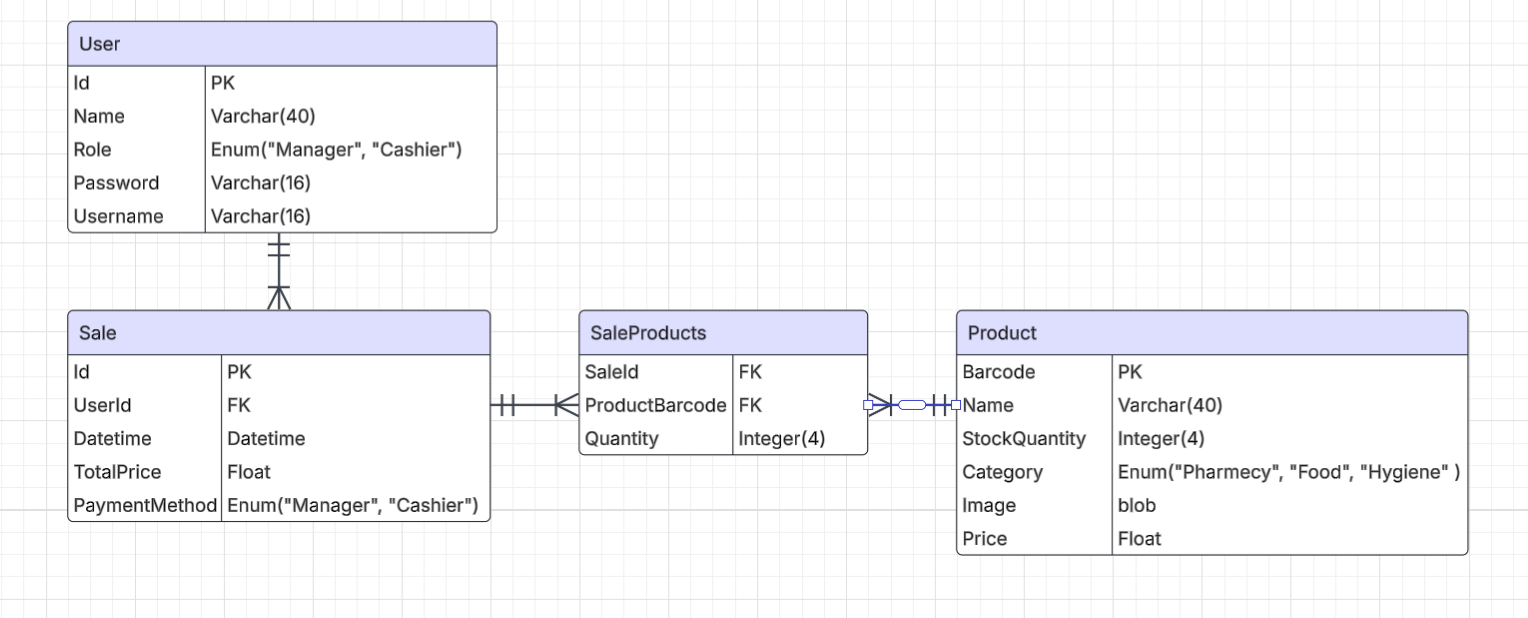 User
Id PK
Name Varchar(40)
Role Enum("Manager", "Cashier")
Password Varchar(16)
Username Varchar(16)
Sale
Id PK
UserId FK
Datetime Datetime
TotalPrice Float
PaymentMethod Enum("Manager", "Cashier")
SaleProducts
SaleId FK
ProductBarcode FK
Quantity Integer(4)
Product
Barcode PK
Name Varchar(40)
StockQuantity Integer(4)
Category Enum("Pharmecy", "Food", "Hygiene" )
Image blob
Price Float